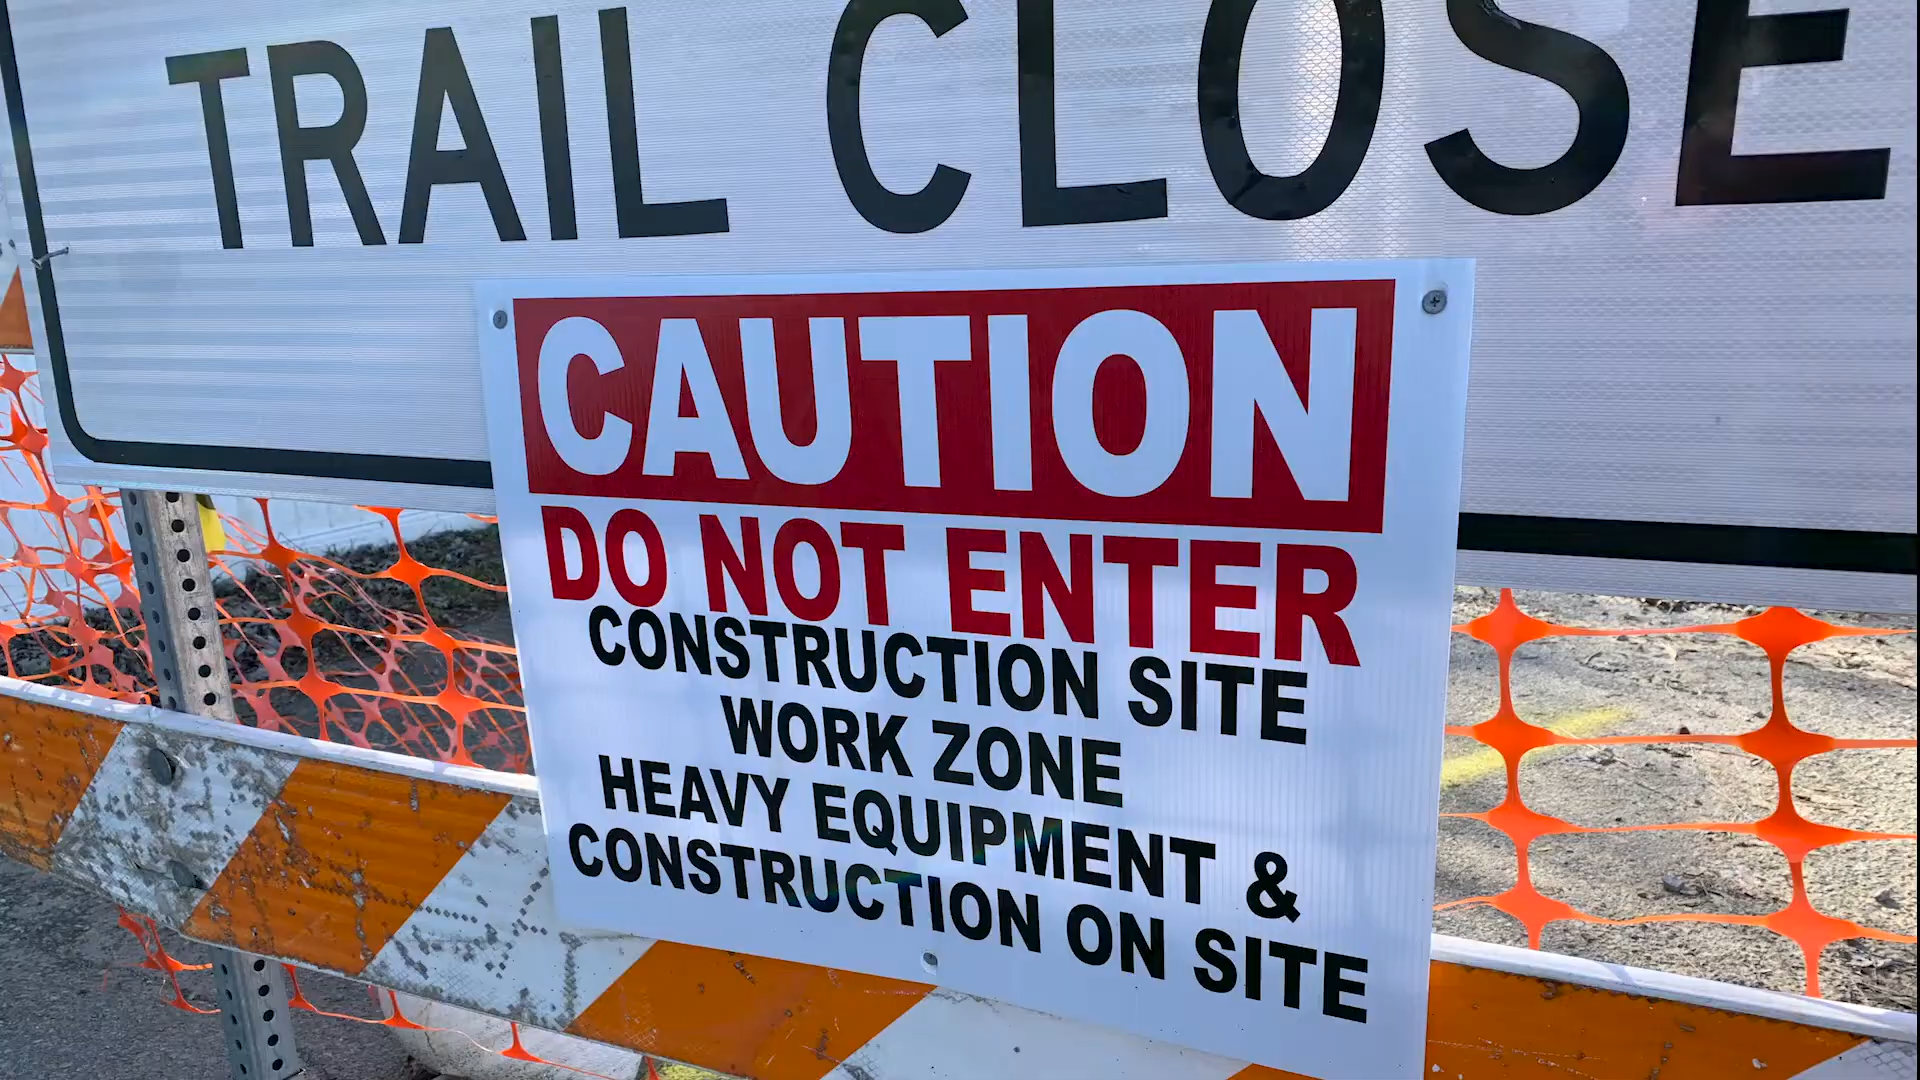 TRAIL CLOSE
CAUTION
DO NOT ENTER
CONSTRUCTION SITE
WORK ZONE
HEAVY EQUIPMENT &
CONSTRUCTION ON SITE